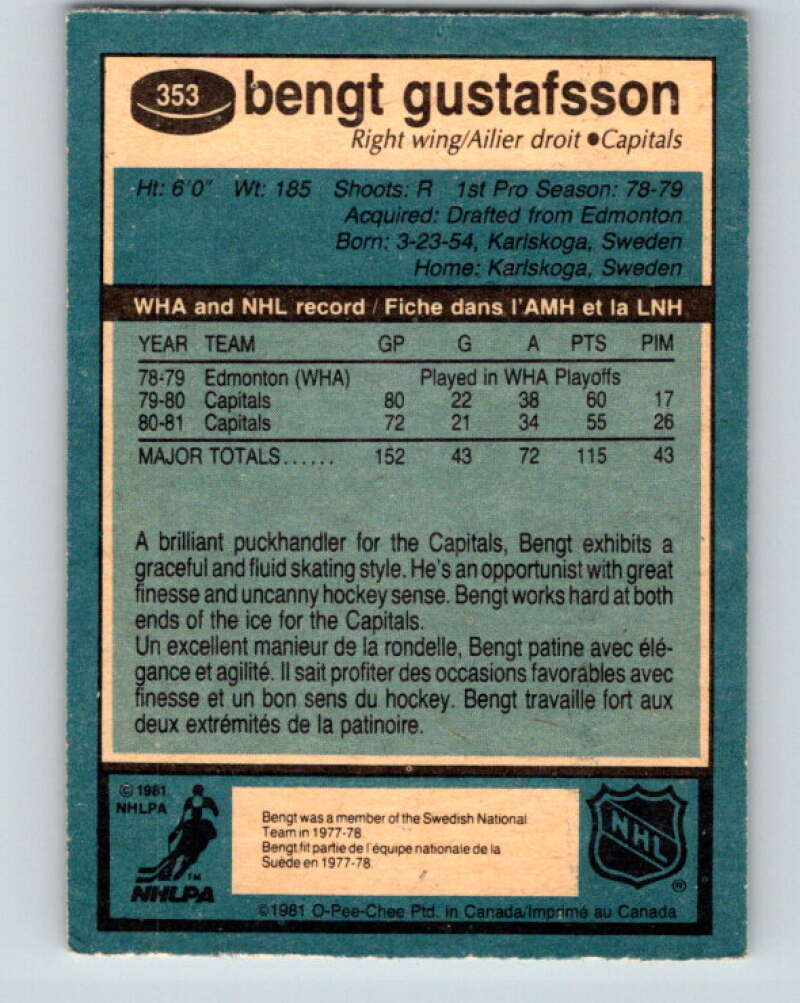 353 bengt gustafsson
Right wing/Ailier droit ●Capitals
Ht: 6'0" Wt: 185 Shoots: R 1st Pro Season: 78-79
Acquired: Drafted from Edmonton
Born: 3-23-54, Karlskoga, Sweden
Home: Karlskoga, Sweden
WHA and NHL record / Fiche dans l'AMH et la LNH
YEAR TEAM GP G A PTS PIM
78-79 Edmonton (WHA) Played in WHA Playoffs
79-80 Capitals 80 22 38 60 17
80-81 Capitals 72 21 34 55 26
MAJOR TOTALS...... 152 43 72 115 43
A brilliant puckhandler for the Capitals, Bengt exhibits a
graceful and fluid skating style. He's an opportunist with great
finesse and uncanny hockey sense. Bengt works hard at both
ends of the ice for the Capitals.
Un excellent manieur de la rondelle, Bengt patine avec élé-
gance et agilité. Il sait profiter des occasions favorables avec
finesse et un bon sens du hockey. Bengt travaille fort aux
deux extrémités de la patinoire.
© 1981
NHLPA
TM
NHLPA
Bengt was a member of the Swedish National
Team in 1977-78.
Bengt fit partie de l'équipe nationale de la
Suède en 1977-78.
NHL
®
©1981 O-Pee-Chee Ptd. in Canada/Imprimé au Canada